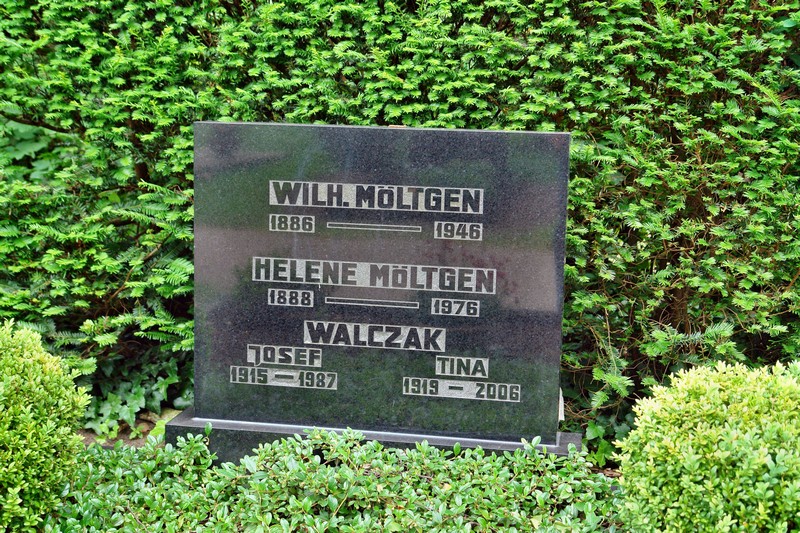 WILH. MÖLTGEN
1886 — 1946
HELENE MÖLTGEN
1888 — 1976
WALCZAK
JOSEF TINA
1915 — 1987 1919 — 2006